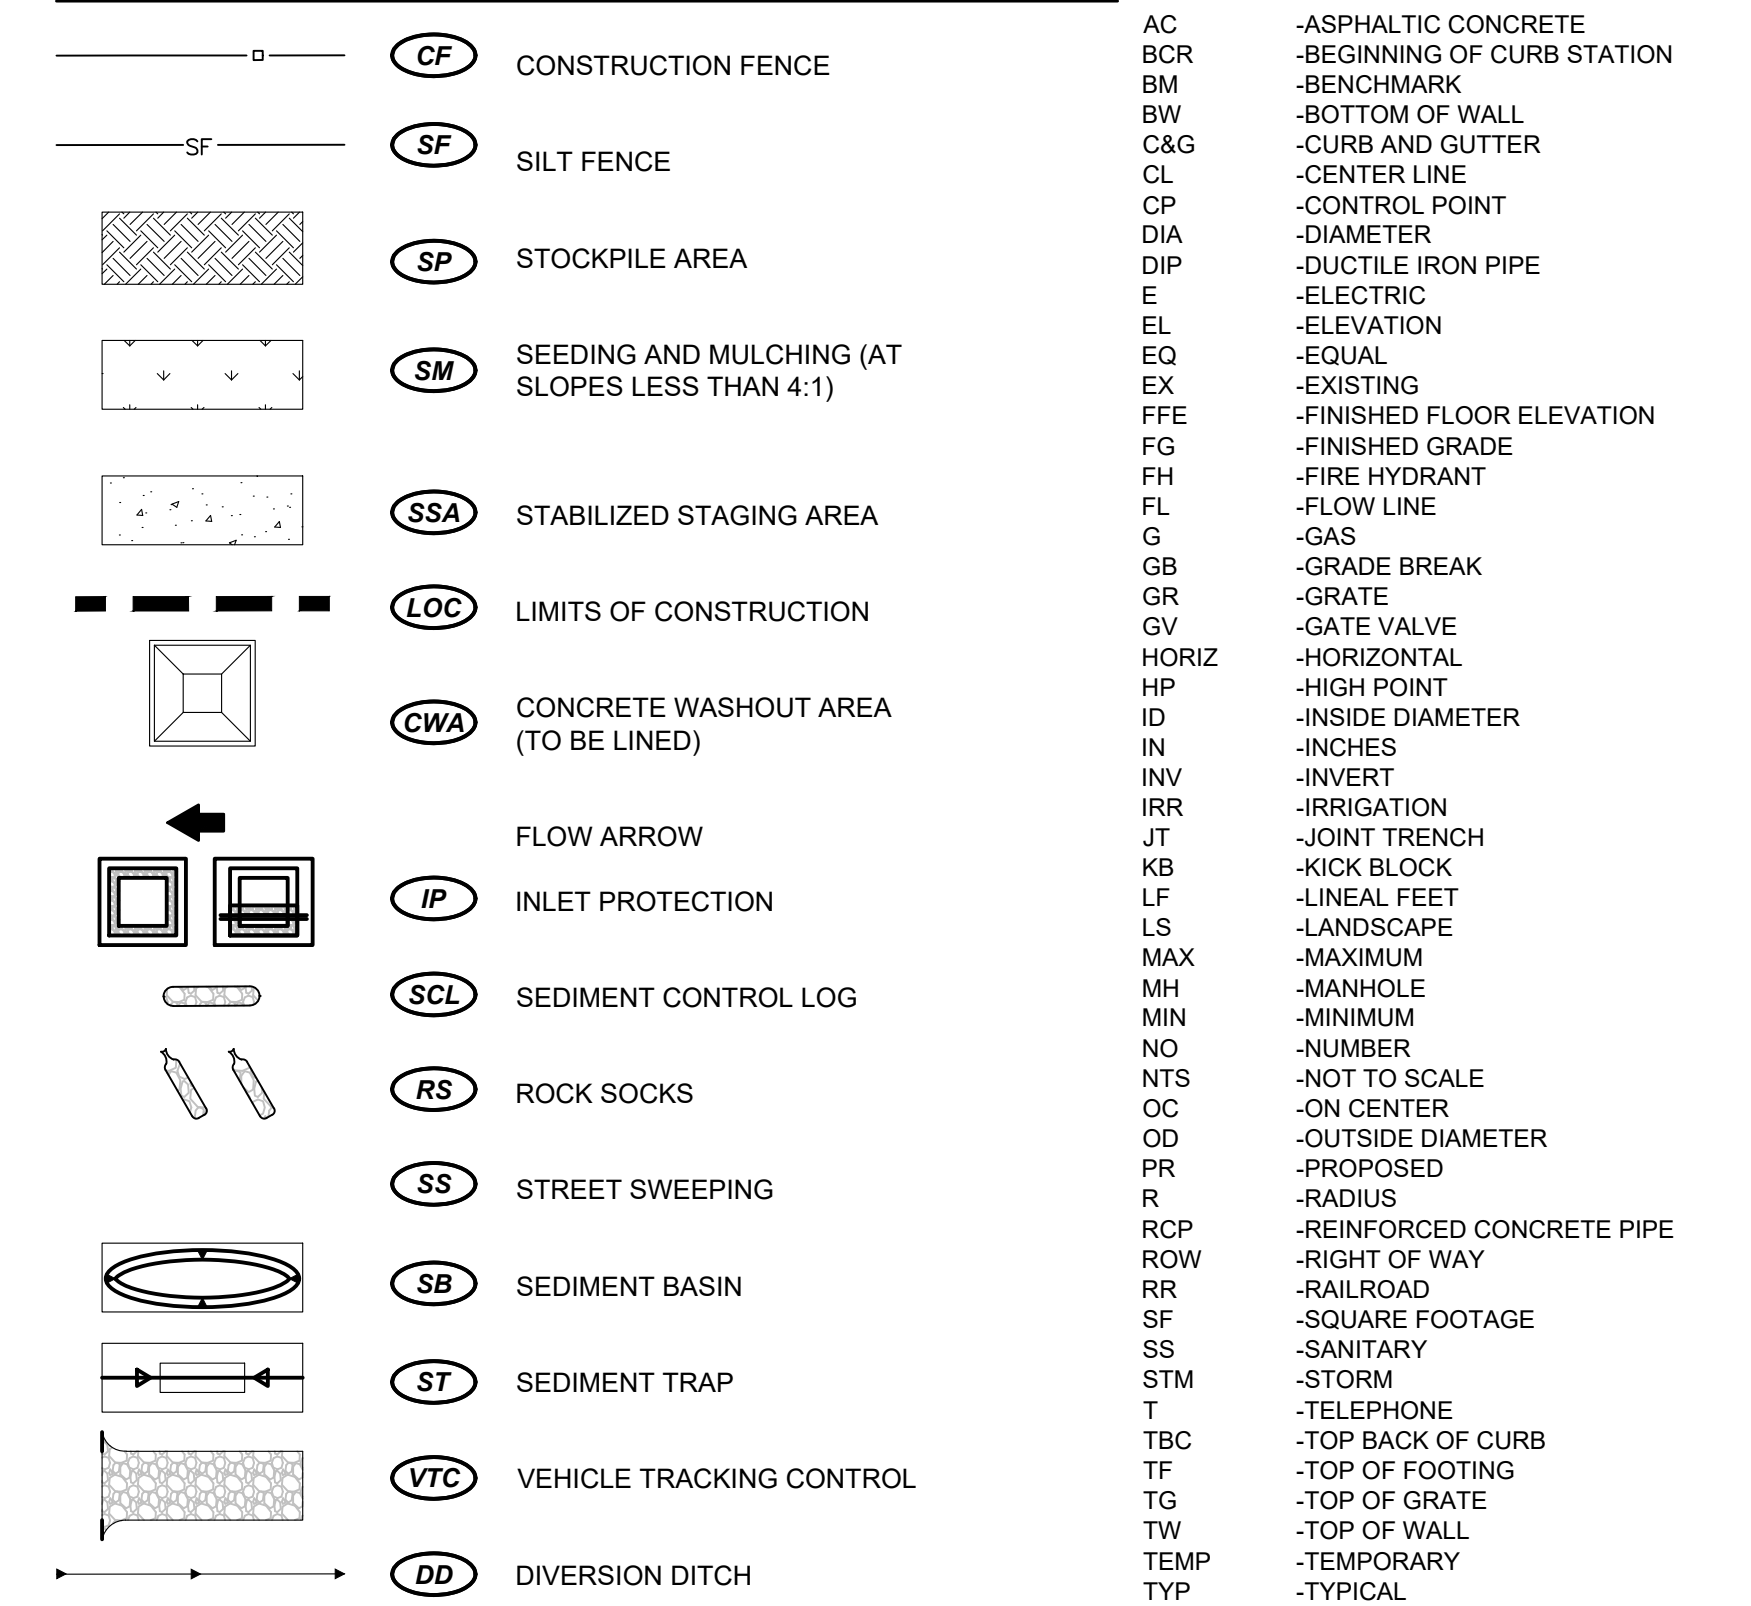 CF CONSTRUCTION FENCE
SF SF SILT FENCE
SP STOCKPILE AREA
SM SEEDING AND MULCHING (AT
SLOPES LESS THAN 4:1)
SSA STABILIZED STAGING AREA
LOC LIMITS OF CONSTRUCTION
CWA CONCRETE WASHOUT AREA
(TO BE LINED)
FLOW ARROW
IP INLET PROTECTION
SCL SEDIMENT CONTROL LOG
RS ROCK SOCKS
SS STREET SWEEPING
SB SEDIMENT BASIN
ST SEDIMENT TRAP
VTC VEHICLE TRACKING CONTROL
DD DIVERSION DITCH
AC -ASPHALTIC CONCRETE
BCR -BEGINNING OF CURB STATION
BM -BENCHMARK
BW -BOTTOM OF WALL
C&G -CURB AND GUTTER
CL -CENTER LINE
CP -CONTROL POINT
DIA -DIAMETER
DIP -DUCTILE IRON PIPE
E -ELECTRIC
EL -ELEVATION
EQ -EQUAL
EX -EXISTING
FFE -FINISHED FLOOR ELEVATION
FG -FINISHED GRADE
FH -FIRE HYDRANT
FL -FLOW LINE
G -GAS
GB -GRADE BREAK
GR -GRATE
GV -GATE VALVE
HORIZ -HORIZONTAL
HP -HIGH POINT
ID -INSIDE DIAMETER
IN -INCHES
INV -INVERT
IRR -IRRIGATION
JT -JOINT TRENCH
KB -KICK BLOCK
LF -LINEAL FEET
LS -LANDSCAPE
MAX -MAXIMUM
MH -MANHOLE
MIN -MINIMUM
NO -NUMBER
NTS -NOT TO SCALE
OC -ON CENTER
OD -OUTSIDE DIAMETER
PR -PROPOSED
R -RADIUS
RCP -REINFORCED CONCRETE PIPE
ROW -RIGHT OF WAY
RR -RAILROAD
SF -SQUARE FOOTAGE
SS -SANITARY
STM -STORM
T -TELEPHONE
TBC -TOP BACK OF CURB
TF -TOP OF FOOTING
TG -TOP OF GRATE
TW -TOP OF WALL
TEMP -TEMPORARY
TYP -TYPICAL